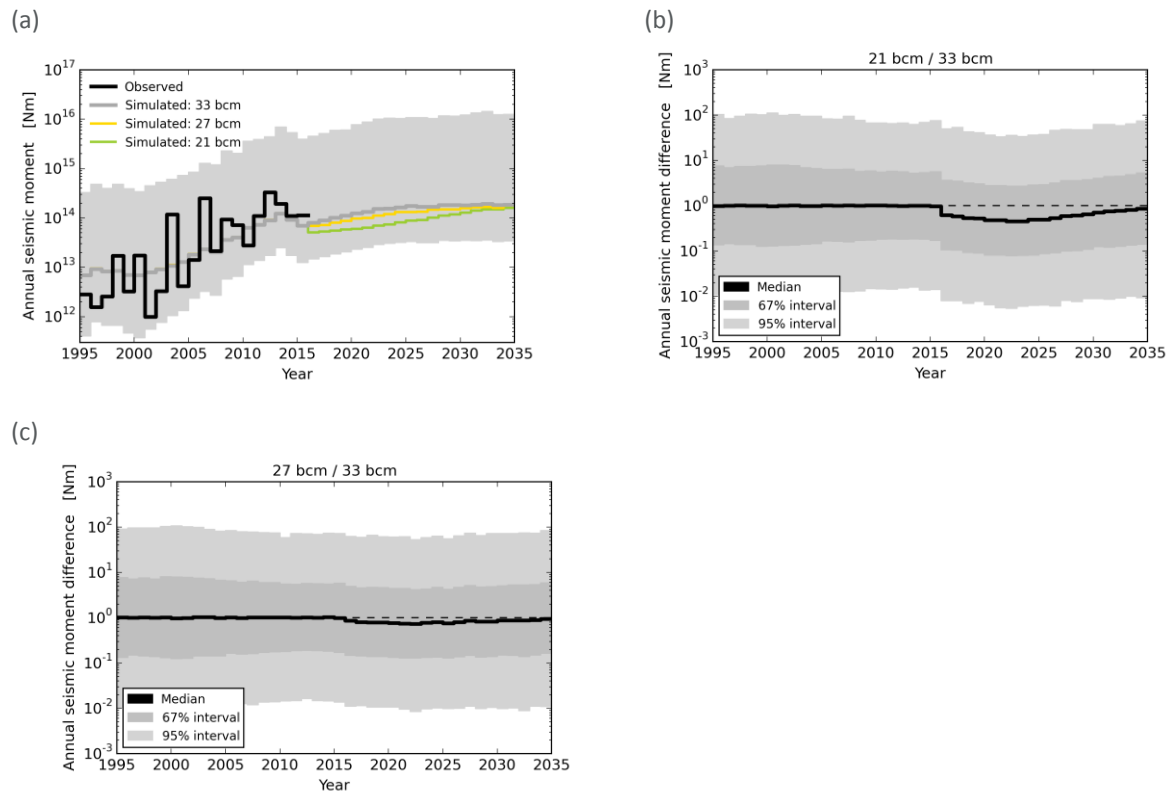 (a)
Annual seismic moment [Nm]
10^17
10^16
10^15
10^14
10^13
10^12
Observed
Simulated: 33 bcm
Simulated: 27 bcm
Simulated: 21 bcm
1995 2000 2005 2010 2015 2020 2025 2030 2035
Year
(b)
21 bcm / 33 bcm
Annual seismic moment difference [Nm]
10^3
10^2
10^1
10^0
10^-1
10^-2
10^-3
Median
67% interval
95% interval
1995 2000 2005 2010 2015 2020 2025 2030 2035
Year
(c)
27 bcm / 33 bcm
Annual seismic moment difference [Nm]
10^3
10^2
10^1
10^0
10^-1
10^-2
10^-3
Median
67% interval
95% interval
1995 2000 2005 2010 2015 2020 2025 2030 2035
Year